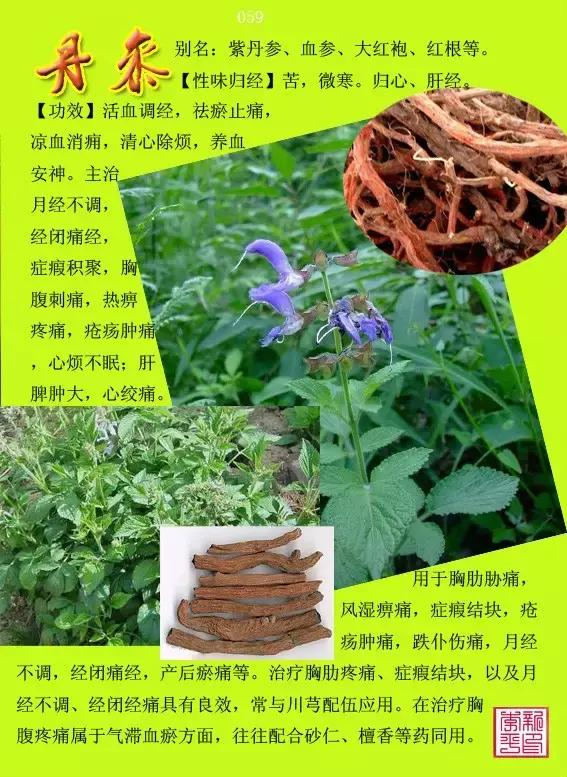 059
丹参
别名：紫丹参、血参、大红袍、红根等。
【性味归经】苦，微寒。归心、肝经。
【功效】活血调经，祛瘀止痛，
凉血消痈，清心除烦，养血
安神。主治
月经不调，
经闭痛经，
症瘕积聚，胸
腹刺痛，热痹
疼痛，疮疡肿痛
，心烦不眠；肝
脾肿大，心绞痛。
用于胸肋胁痛，
风湿痹痛，症瘕结块，疮
疡肿痛，跌仆伤痛，月经
不调，经闭痛经，产后瘀痛等。治疗胸肋疼痛、症瘕结块，以及月
经不调、经闭经痛具有良效，常与川芎配伍应用。在治疗胸
腹疼痛属于气滞血瘀方面，往往配合砂仁、檀香等药同用。